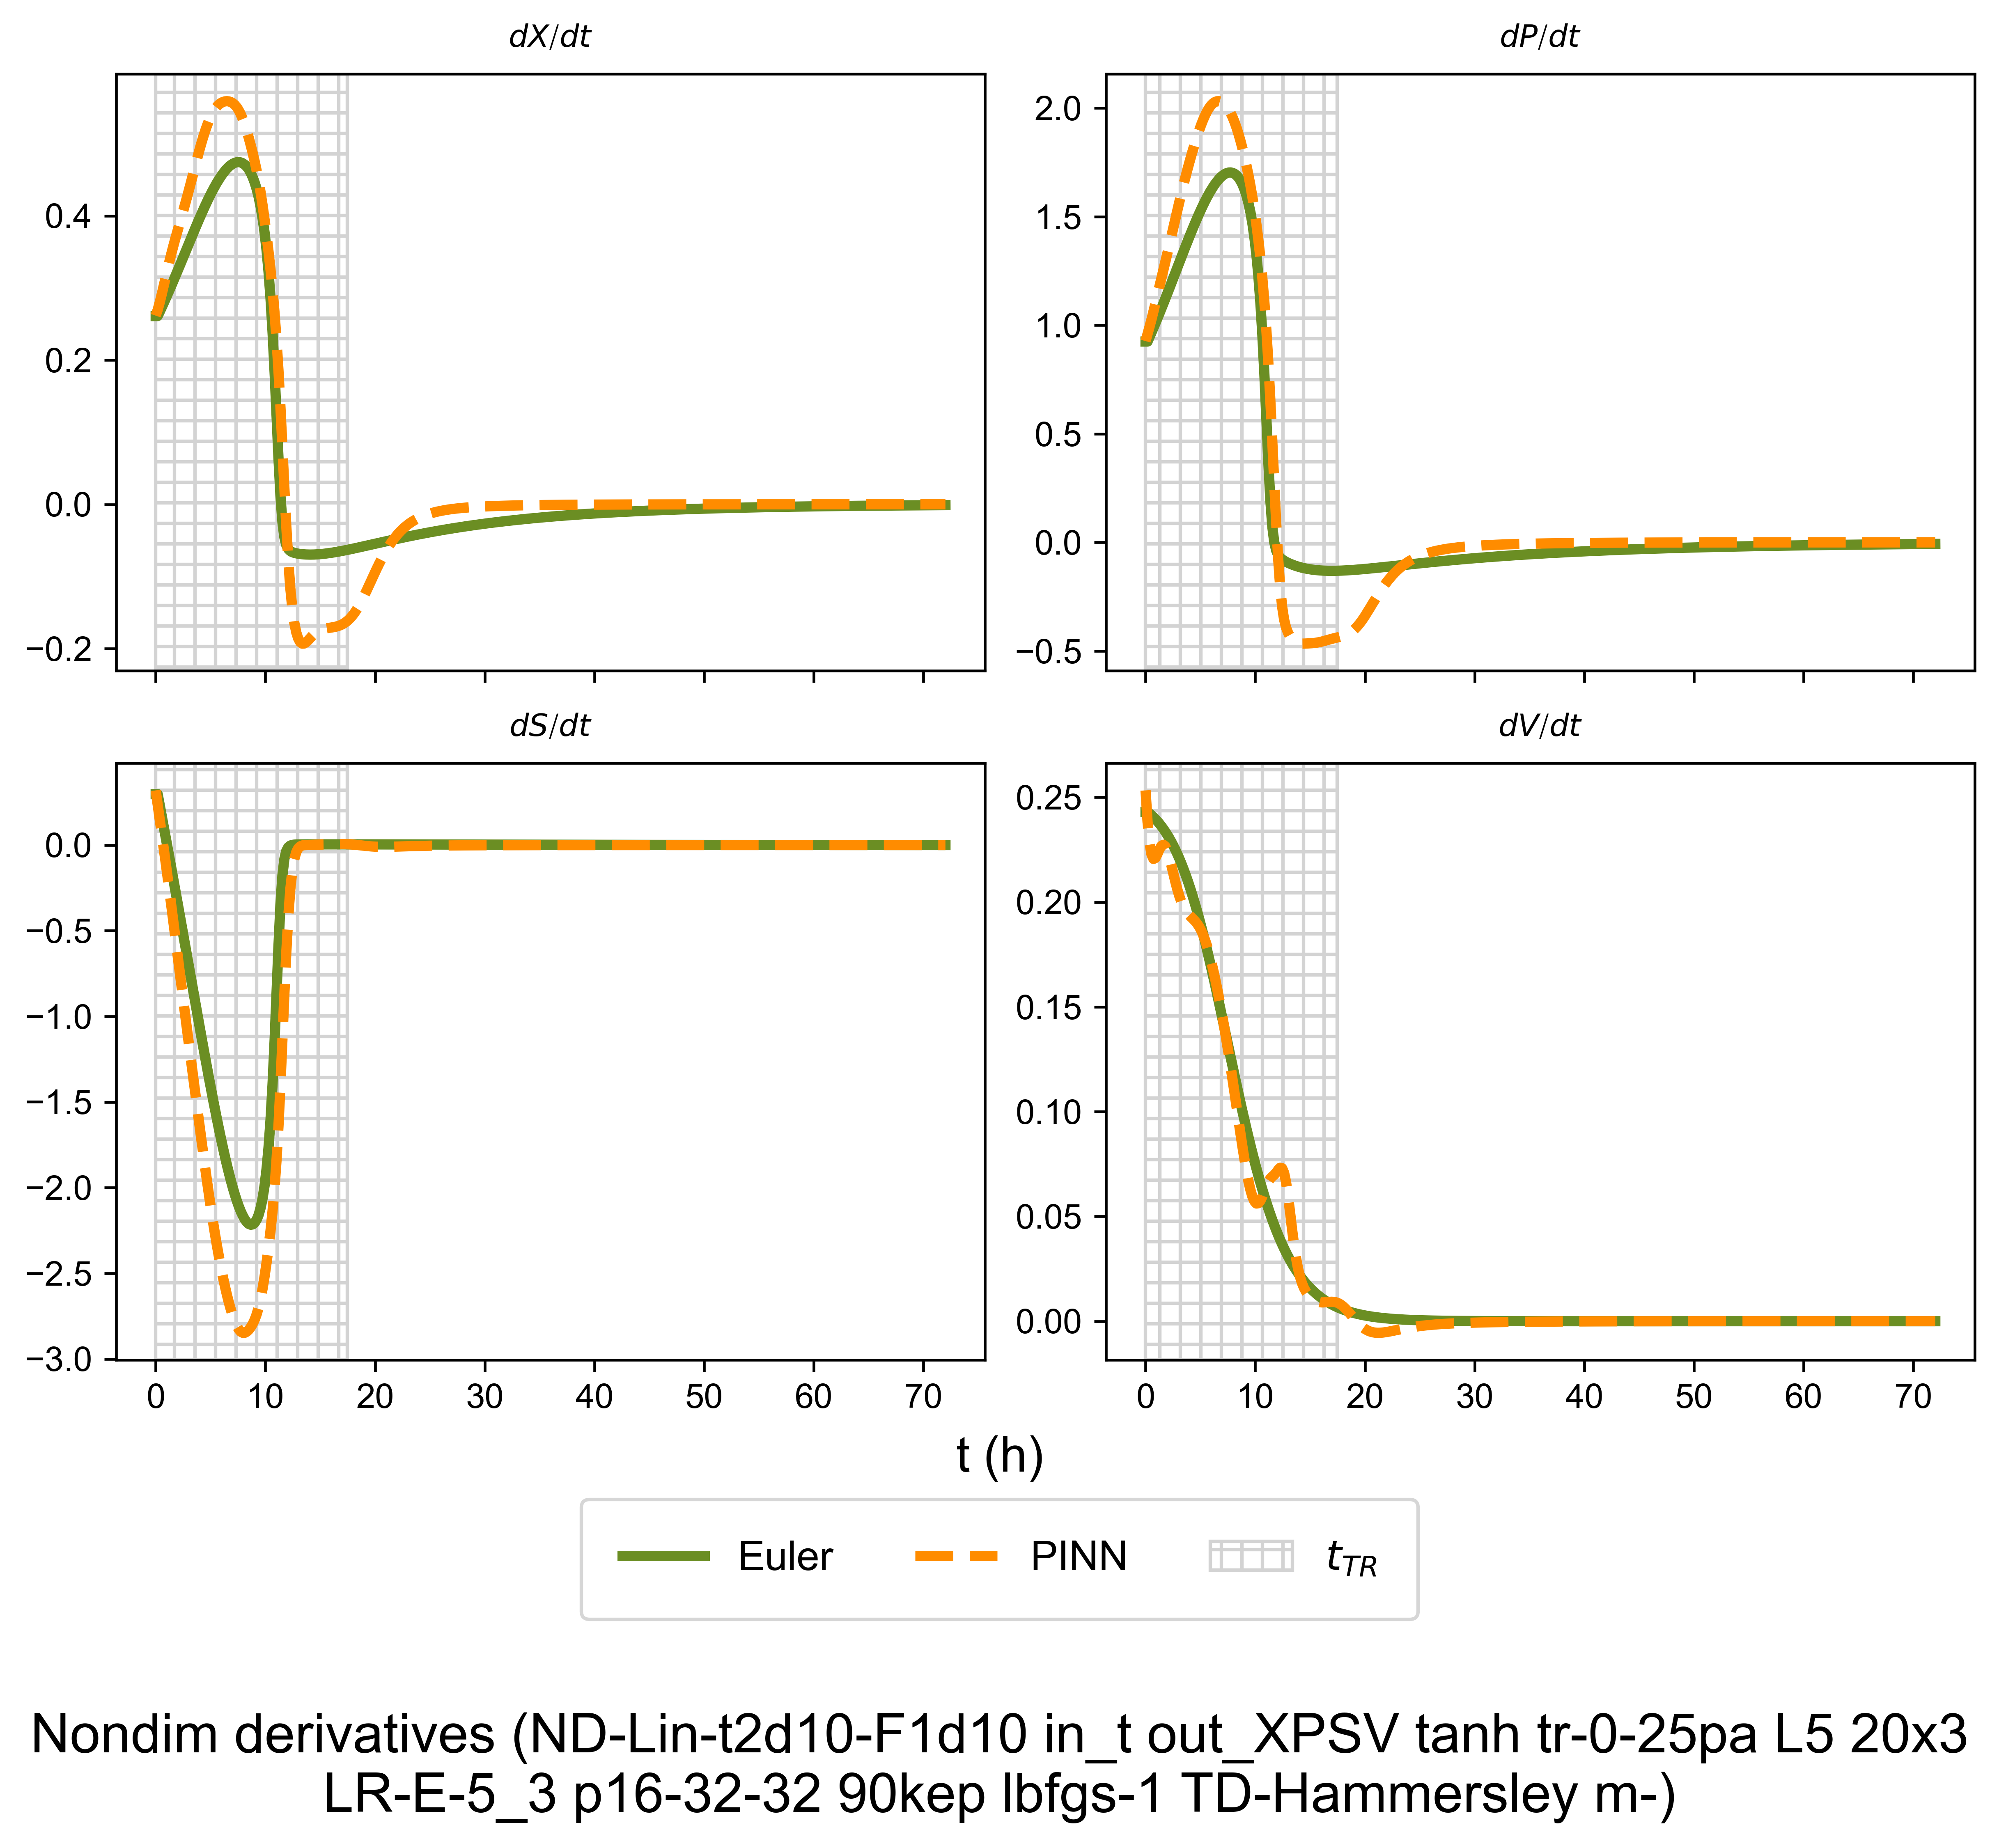 dX/dt
dP/dt
0.4
0.2
0.0
−0.2
2.0
1.5
1.0
0.5
0.0
−0.5
dS/dt
dV/dt
0.0
−0.5
−1.0
−1.5
−2.0
−2.5
−3.0
0 10 20 30 40 50 60 70
0.25
0.20
0.15
0.10
0.05
0.00
0 10 20 30 40 50 60 70
t (h)
Euler PINN t_TR
Nondim derivatives (ND-Lin-t2d10-F1d10 in_t out_XPSV tanh tr-0-25pa L5 20x3
LR-E-5_3 p16-32-32 90kep lbfgs-1 TD-Hammersley m-)